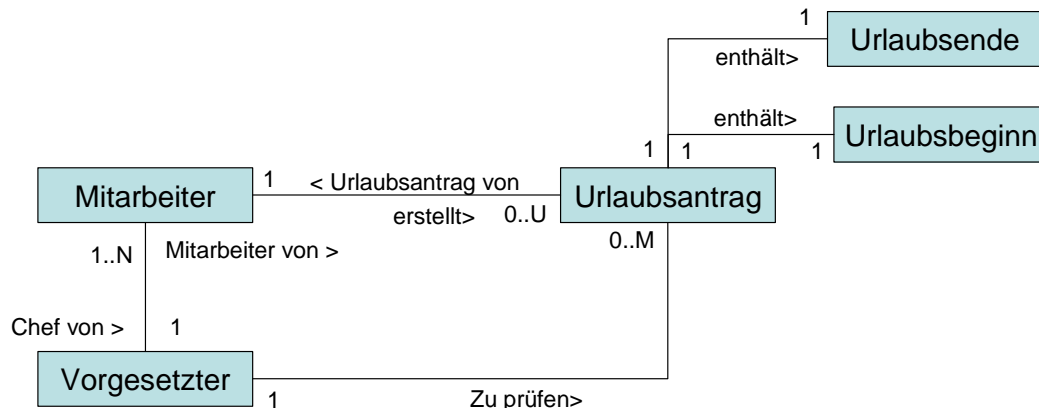 1
Urlaubsende
enthält>
enthält>
Urlaubsbeginn
1
1 1
Mitarbeiter
1
< Urlaubsantrag von
Urlaubsantrag
erstellt>
0..U
0..M
1..N
Mitarbeiter von >
Chef von >
1
Vorgesetzter
1
Zu prüfen>